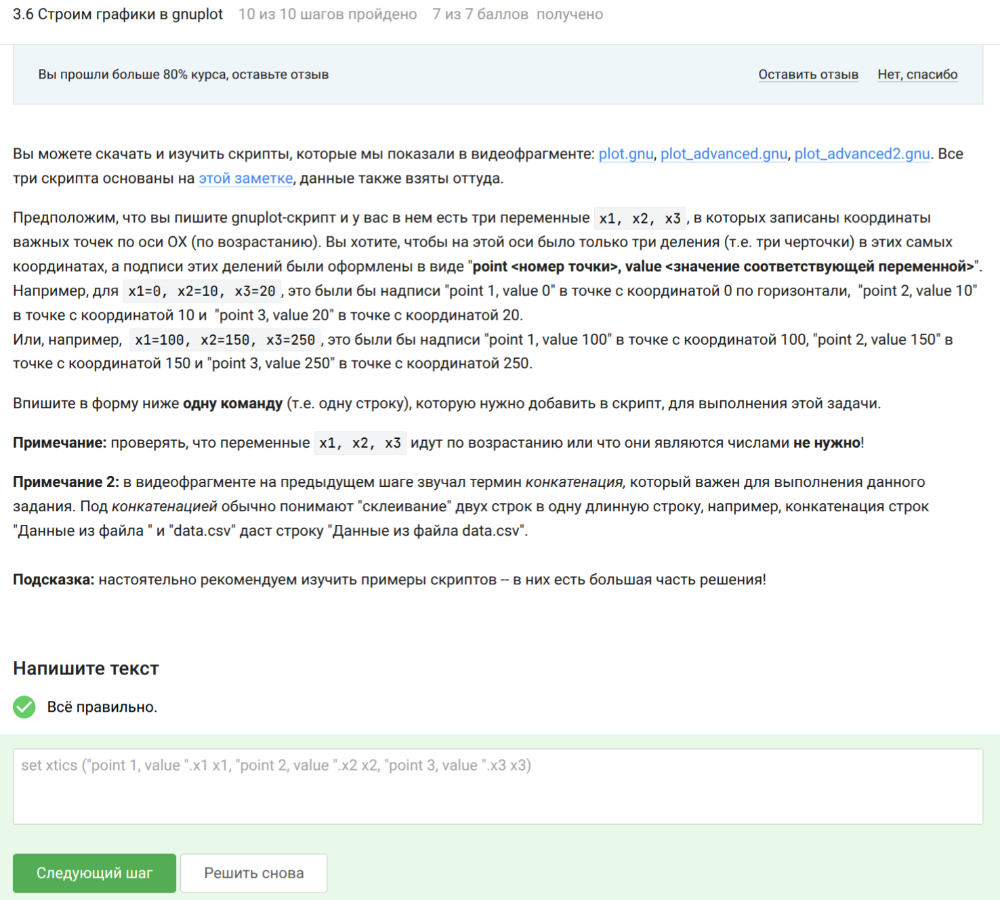 3.6 Строим графики в gnuplot 10 из 10 шагов пройдено 7 из 7 баллов получено
Вы прошли больше 80% курса, оставьте отзыв Оставить отзыв Нет, спасибо
Вы можете скачать и изучить скрипты, которые мы показали в видеофрагменте: plot.gnu, plot_advanced.gnu, plot_advanced2.gnu. Все
три скрипта основаны на этой заметке, данные также взяты оттуда.
Предположим, что вы пишите gnuplot-скрипт и у вас в нем есть три переменные x1, x2, x3, в которых записаны координаты
важных точек по оси OX (по возрастанию). Вы хотите, чтобы на этой оси было только три деления (т.е. три черточки) в этих самых
координатах, а подписи этих делений были оформлены в виде "point <номер точки>, value <значение соответствующей переменной>".
Например, для x1=0, x2=10, x3=20, это были бы надписи "point 1, value 0" в точке с координатой 0 по горизонтали, "point 2, value 10"
в точке с координатой 10 и "point 3, value 20" в точке с координатой 20.
Или, например, x1=100, x2=150, x3=250, это были бы надписи "point 1, value 100" в точке с координатой 100, "point 2, value 150" в
точке с координатой 150 и "point 3, value 250" в точке с координатой 250.
Впишите в форму ниже одну команду (т.е. одну строку), которую нужно добавить в скрипт, для выполнения этой задачи.
Примечание: проверять, что переменные x1, x2, x3 идут по возрастанию или что они являются числами не нужно!
Примечание 2: в видеофрагменте на предыдущем шаге звучал термин конкатенация, который важен для выполнения данного
задания. Под конкатенацией обычно понимают "склеивание" двух строк в одну длинную строку, например, конкатенация строк
"Данные из файла " и "data.csv" даст строку "Данные из файла data.csv".
Подсказка: настоятельно рекомендуем изучить примеры скриптов -- в них есть большая часть решения!
Напишите текст
Всё правильно.
set xtics ("point 1, value ".x1 x1, "point 2, value ".x2 x2, "point 3, value ".x3 x3)
Следующий шаг Решить снова